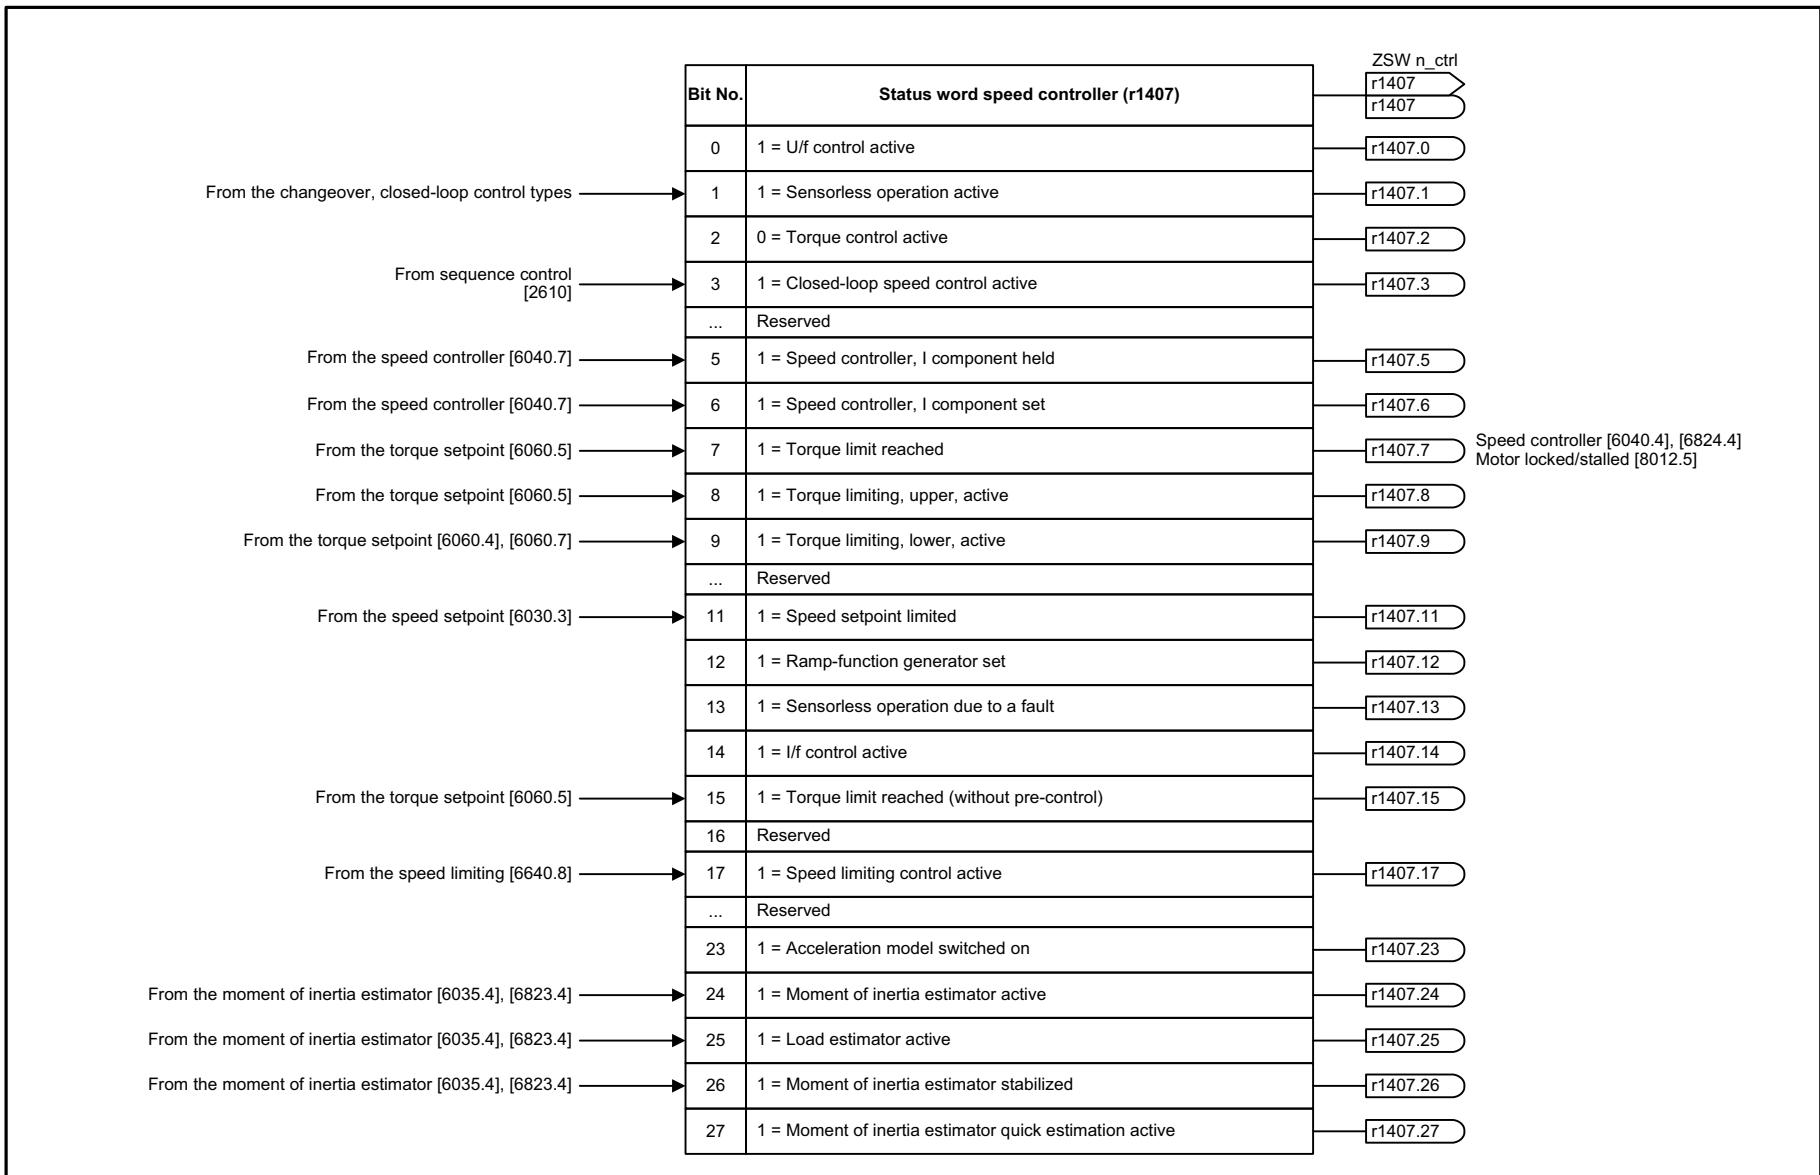 ZSW n_ctrl
Bit No. Status word speed controller (r1407) r1407
r1407
0 1 = U/f control active r1407.0
From the changeover, closed-loop control types 1 1 = Sensorless operation active r1407.1
2 0 = Torque control active r1407.2
From sequence control
[2610] 3 1 = Closed-loop speed control active r1407.3
... Reserved
From the speed controller [6040.7] 5 1 = Speed controller, I component held r1407.5
From the speed controller [6040.7] 6 1 = Speed controller, I component set r1407.6
From the torque setpoint [6060.5] 7 1 = Torque limit reached r1407.7 Speed controller [6040.4], [6824.4]
Motor locked/stalled [8012.5]
From the torque setpoint [6060.5] 8 1 = Torque limiting, upper, active r1407.8
From the torque setpoint [6060.4], [6060.7] 9 1 = Torque limiting, lower, active r1407.9
... Reserved
From the speed setpoint [6030.3] 11 1 = Speed setpoint limited r1407.11
12 1 = Ramp-function generator set r1407.12
13 1 = Sensorless operation due to a fault r1407.13
14 1 = I/f control active r1407.14
From the torque setpoint [6060.5] 15 1 = Torque limit reached (without pre-control) r1407.15
16 Reserved
From the speed limiting [6640.8] 17 1 = Speed limiting control active r1407.17
... Reserved
23 1 = Acceleration model switched on r1407.23
From the moment of inertia estimator [6035.4], [6823.4] 24 1 = Moment of inertia estimator active r1407.24
From the moment of inertia estimator [6035.4], [6823.4] 25 1 = Load estimator active r1407.25
From the moment of inertia estimator [6035.4], [6823.4] 26 1 = Moment of inertia estimator stabilized r1407.26
27 1 = Moment of inertia estimator quick estimation active r1407.27